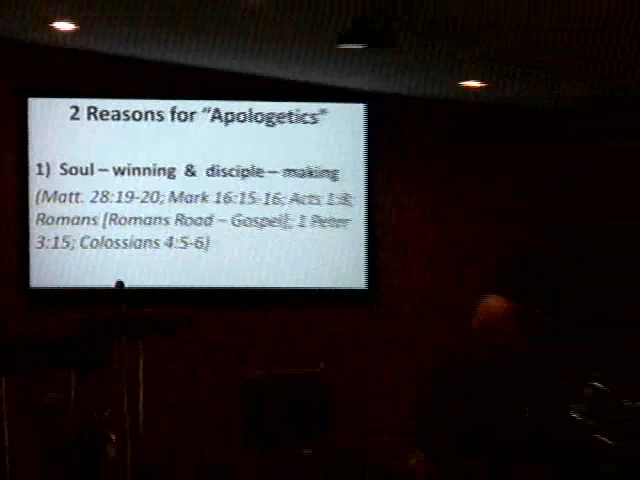 2 Reasons for "Apologetics"
1) Soul – winning & disciple – making
(Matt. 28:19-20; Mark 16:15-16; Acts 1:8;
Romans [Romans Road – Gospel]; 1 Peter
3:15; Colossians 4:5-6)